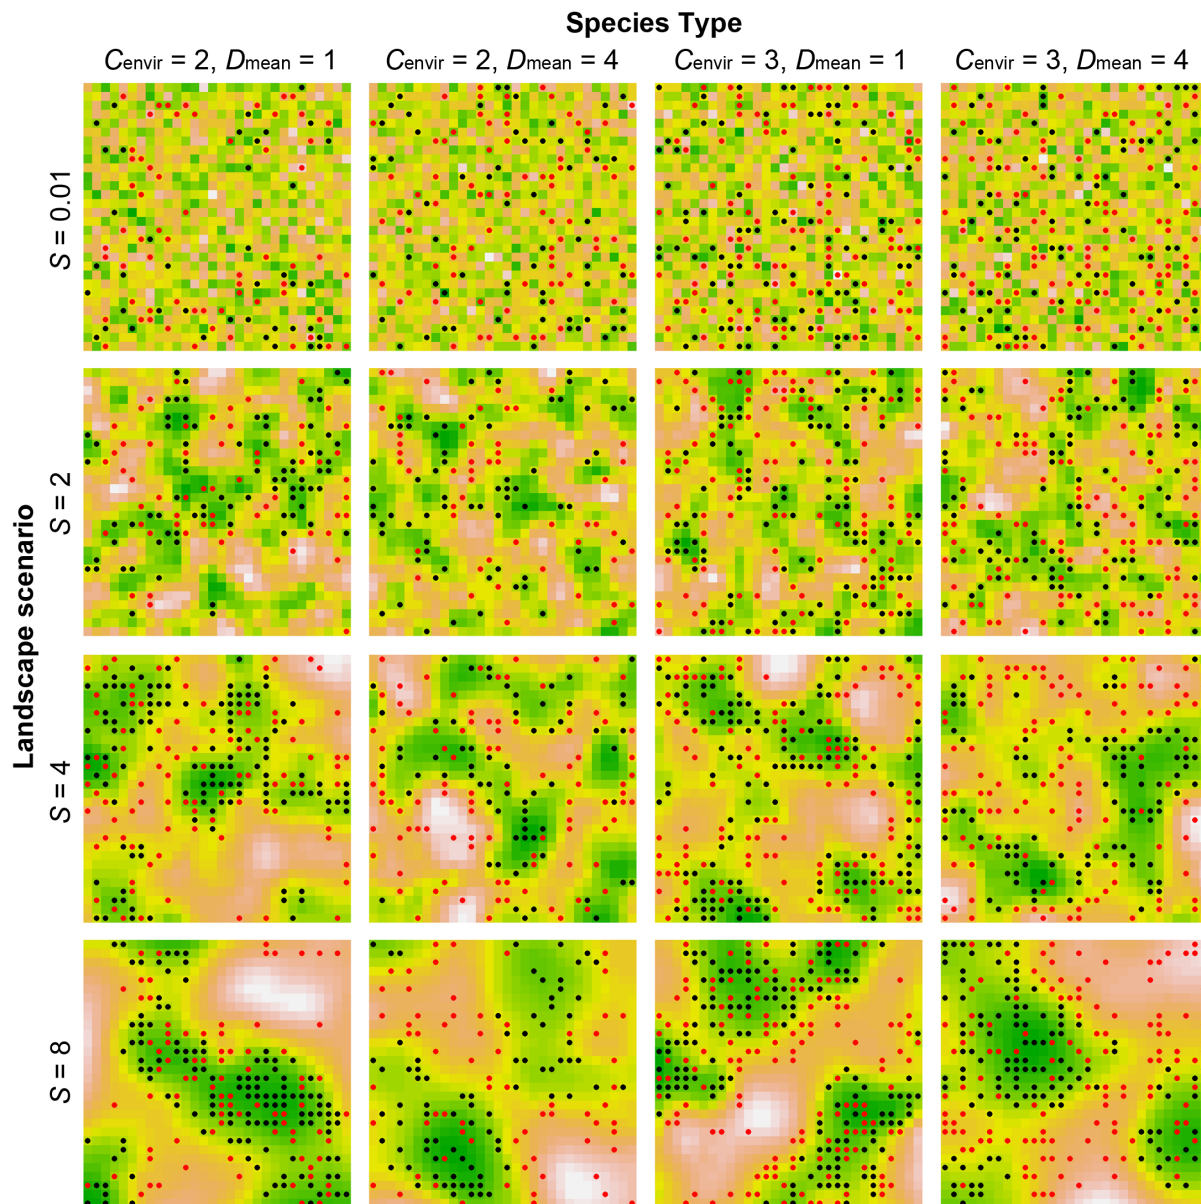 Species Type
Cenvir = 2, Dmean = 1
Cenvir = 2, Dmean = 4
Cenvir = 3, Dmean = 1
Cenvir = 3, Dmean = 4
Landscape scenario
S = 0.01
S = 2
S = 4
S = 8